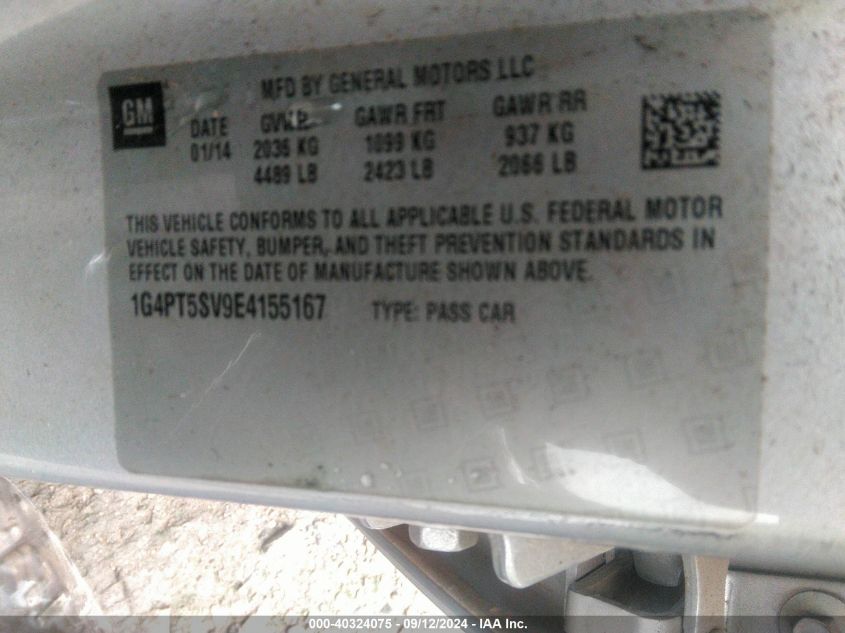 MFD BY GENERAL MOTORS LLC
GM
DATE GVWR GAWR FRT GAWR RR
01/14 2036 KG 1099 KG 937 KG
4489 LB 2423 LB 2066 LB
THIS VEHICLE CONFORMS TO ALL APPLICABLE U.S. FEDERAL MOTOR
VEHICLE SAFETY, BUMPER, AND THEFT PREVENTION STANDARDS IN
EFFECT ON THE DATE OF MANUFACTURE SHOWN ABOVE.
1G4PT5SV9E4155167 TYPE: PASS CAR
000-40324075 - 09/12/2024 - IAA Inc.